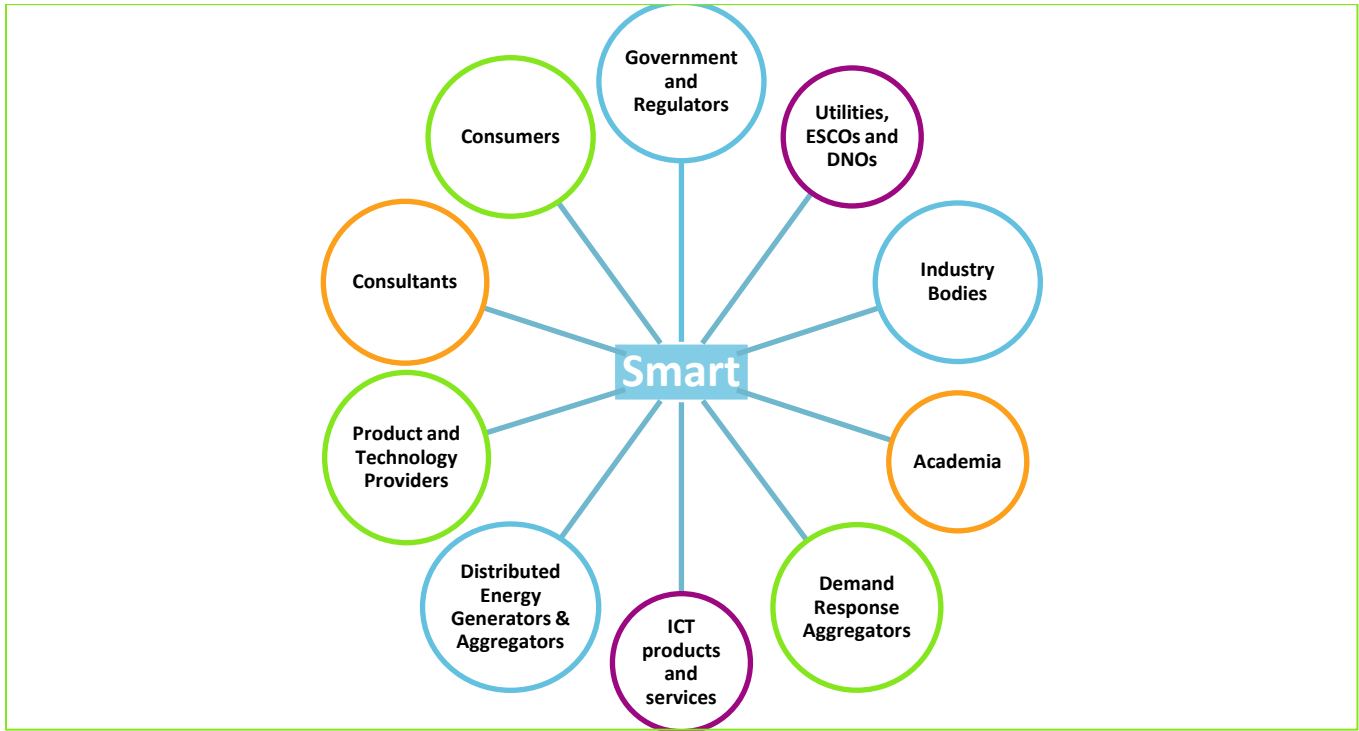 Government
and
Regulators
Utilities,
ESCOs and
DNOs
Industry
Bodies
Academia
Demand
Response
Aggregators
ICT
products
and
services
Distributed
Energy
Generators &
Aggregators
Product and
Technology
Providers
Consultants
Consumers
Smart